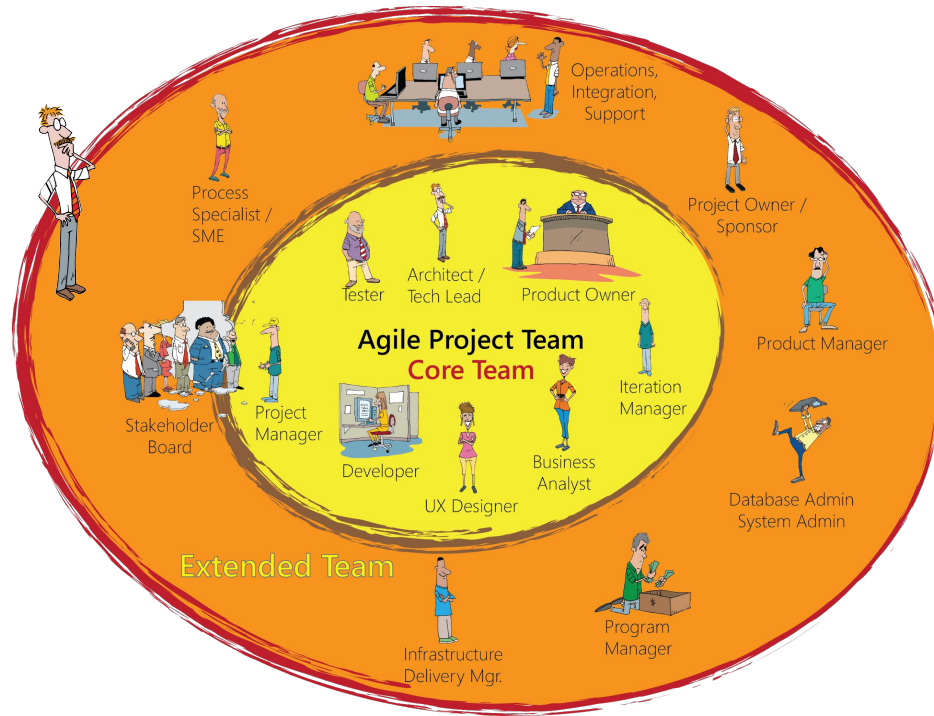 Operations,
Integration,
Support
Process
Specialist /
SME
Project Owner /
Sponsor
Tester
Architect /
Tech Lead
Product Owner
Agile Project Team
Core Team
Product Manager
Iteration
Manager
Stakeholder
Board
Project
Manager
Developer
Business
Analyst
UX Designer
Database Admin
System Admin
Extended Team
Infrastructure
Delivery Mgr.
Program
Manager
$